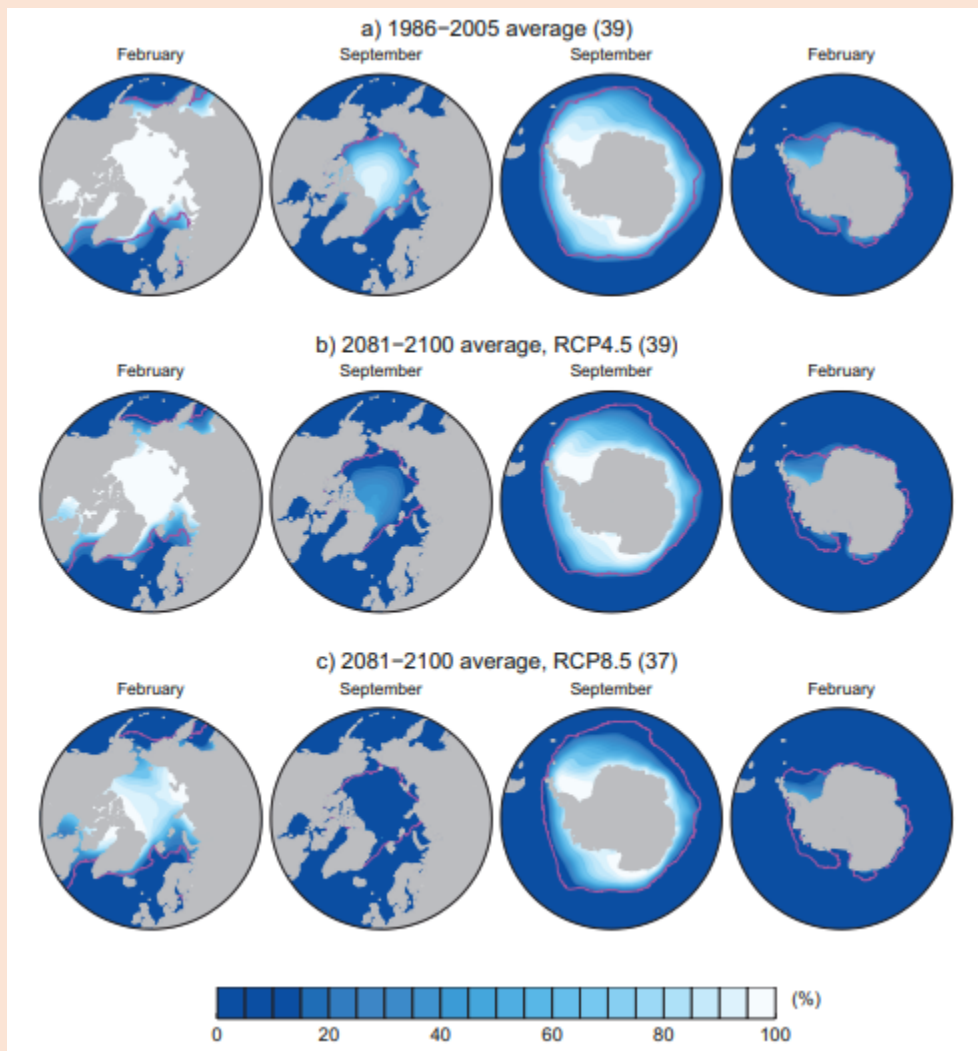 a) 1986−2005 average (39)
February September September February
b) 2081−2100 average, RCP4.5 (39)
February September September February
c) 2081−2100 average, RCP8.5 (37)
February September September February
(%)
0 20 40 60 80 100